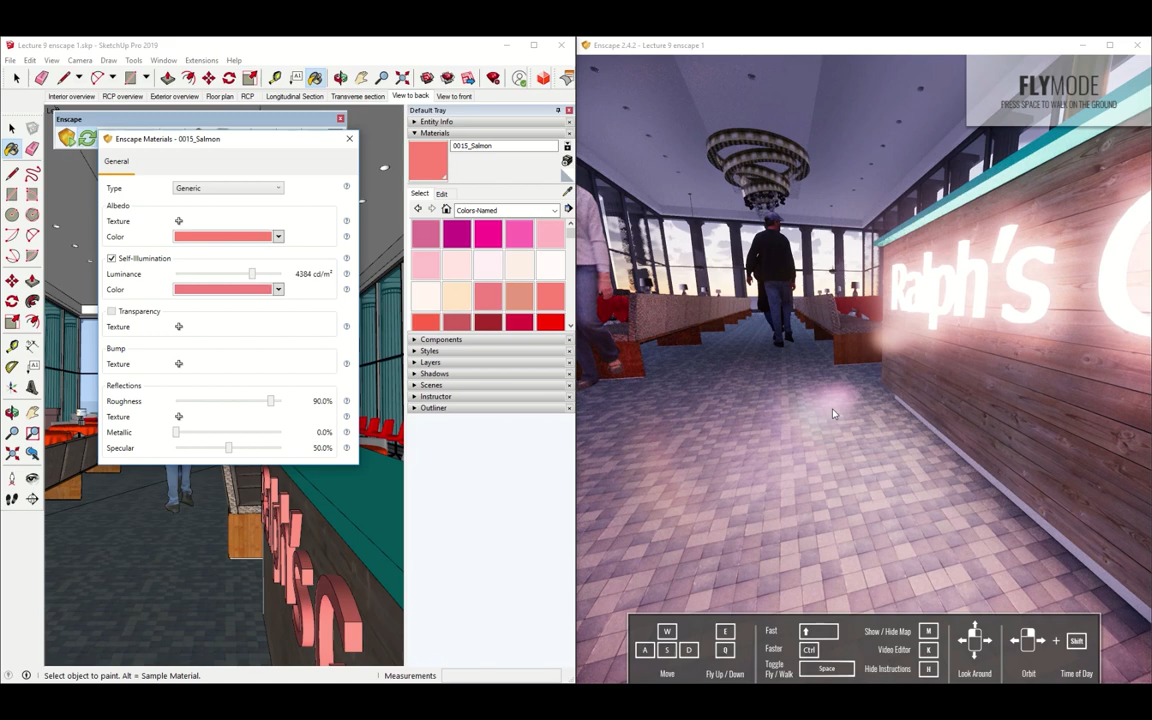 Lecture 9 enscape 1.skp - SketchUp Pro 2019
File Edit View Camera Draw Tools Window Extensions Help
Interior overview RCP overview Exterior overview Floor plan RCP Longitudinal Section Transverse section View to back View to front
Enscape
Enscape Materials - 0015_Salmon
General
Type Generic
Albedo
Texture
Color
Self-Illumination
Luminance 4384 cd/m²
Color
Transparency
Texture
Bump
Texture
Reflections
Roughness 90.0%
Texture
Metallic 0.0%
Specular 50.0%
Default Tray
Entity Info
Materials
0015_Salmon
Select Edit
Colors-Named
Components
Styles
Layers
Shadows
Scenes
Instructor
Outliner
Select object to paint. Alt = Sample Material.
Measurements
Enscape 2.4.2 - Lecture 9 enscape 1
FLYMODE
PRESS SPACE TO WALK ON THE GROUND
Ralph's
W E
A S D Q
Move Fly Up / Down
Fast
Faster Ctrl
Toggle Fly / Walk Space
Show / Hide Map M
Video Editor K
Hide Instructions H
Look Around
Orbit
+ Shift
Time of Day